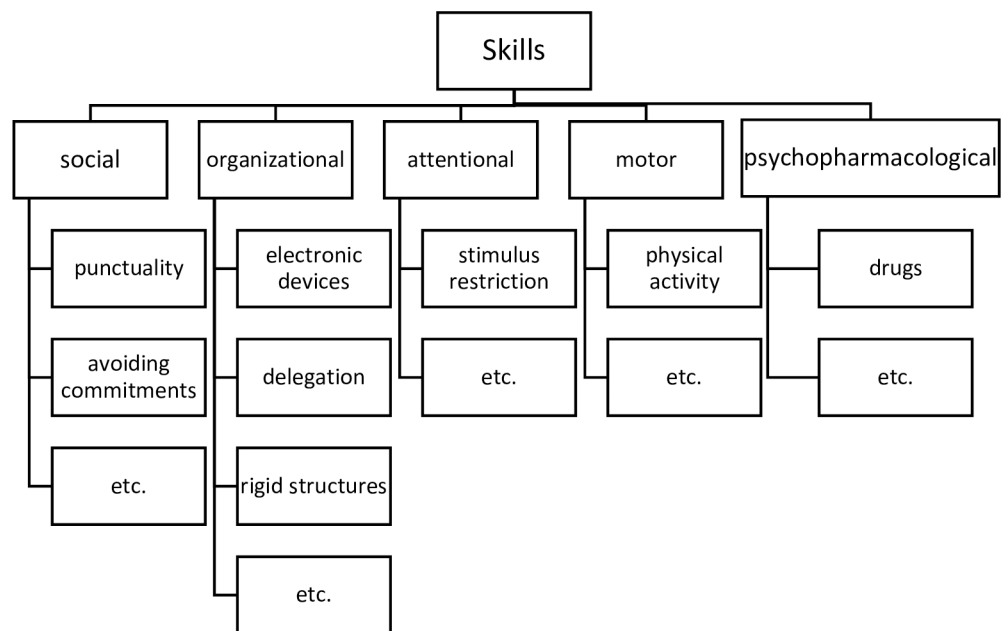 Skills
social
organizational
attentional
motor
psychopharmacological
punctuality
avoiding
commitments
etc.
electronic
devices
delegation
rigid structures
etc.
stimulus
restriction
etc.
physical
activity
etc.
drugs
etc.